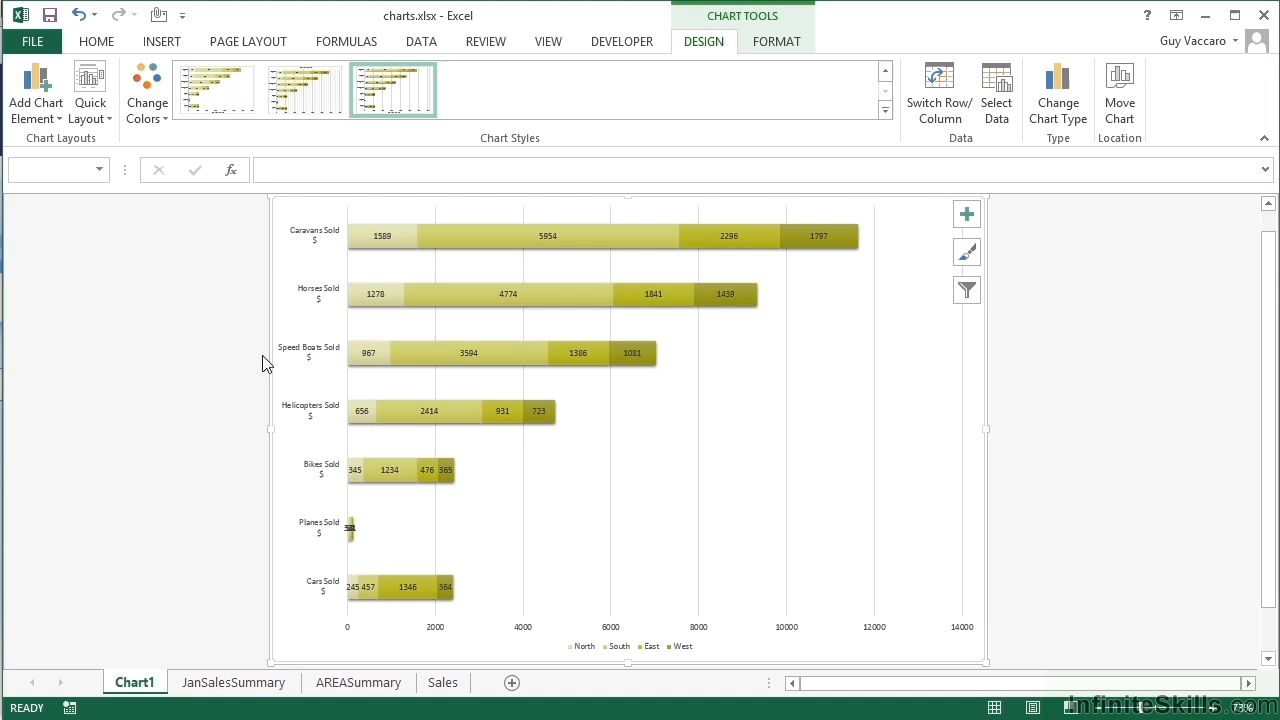 charts.xlsx - Excel
CHART TOOLS
?
FILE HOME INSERT PAGE LAYOUT FORMULAS DATA REVIEW VIEW DEVELOPER DESIGN FORMAT Guy Vaccaro
Add Chart Element
Quick Layout
Change Colors
Switch Row/ Column
Select Data
Change Chart Type
Move Chart
Chart Layouts Chart Styles Data Type Location
fx
Caravans Sold
$
1589 5954 2296 1797
Horses Sold
$
1278 4774 1841 1439
Speed Boats Sold
$
967 3594 1386 1081
Helicopters Sold
$
656 2414 931 723
Bikes Sold
$
345 1234 476 365
Planes Sold
$
Cars Sold
$
245 457 1346 364
0 2000 4000 6000 8000 10000 12000 14000
North South East West
Chart1 JanSalesSummary AREASummary Sales
READY
73%
InfiniteSkills.com